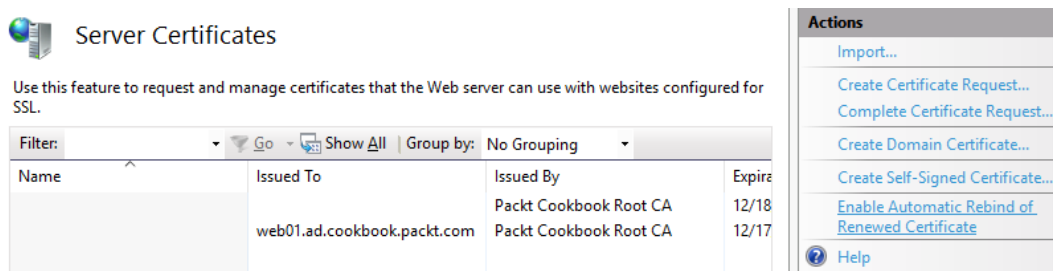 Server Certificates
Use this feature to request and manage certificates that the Web server can use with websites configured for
SSL.
Filter: Go Show All Group by: No Grouping
Name Issued To Issued By Expira
Packt Cookbook Root CA 12/18
web01.ad.cookbook.packt.com Packt Cookbook Root CA 12/17
Actions
Import...
Create Certificate Request...
Complete Certificate Request...
Create Domain Certificate...
Create Self-Signed Certificate...
Enable Automatic Rebind of
Renewed Certificate
Help